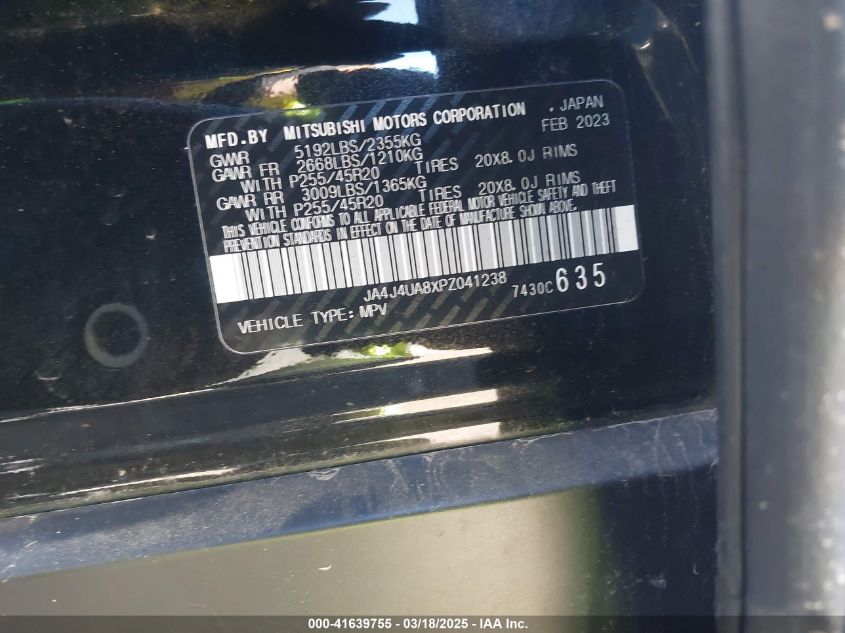 MFD.BY MITSUBISHI MOTORS CORPORATION . JAPAN
FEB 2023
GVWR 5192LBS/2355KG
GAWR FR 2668LBS/1210KG
WITH P255/45R20 TIRES 20X8.0J RIMS
GAWR RR 3009LBS/1365KG
WITH P255/45R20 TIRES 20X8.0J RIMS
THIS VEHICLE CONFORMS TO ALL APPLICABLE FEDERAL MOTOR VEHICLE SAFETY AND THEFT
PREVENTION STANDARDS IN EFFECT ON THE DATE OF MANUFACTURE SHOWN ABOVE.
JA4J4UA8XPZ041238
7430C 635
VEHICLE TYPE: MPV
000-41639755 — 03/18/2025 - IAA Inc.